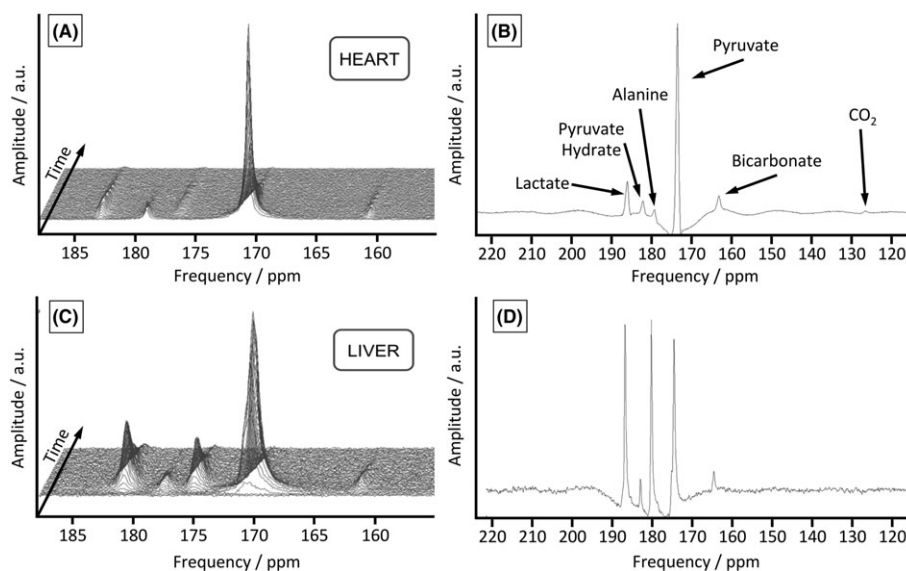 (A)
HEART
Amplitude / a.u.
Time
185 180 175 170 165 160
Frequency / ppm
(B)
Pyruvate
Alanine
CO₂
Pyruvate
Hydrate
Bicarbonate
Lactate
Amplitude / a.u.
220 210 200 190 180 170 160 150 140 130 120
Frequency / ppm
(C)
LIVER
Amplitude / a.u.
Time
185 180 175 170 165 160
Frequency / ppm
(D)
Amplitude / a.u.
220 210 200 190 180 170 160 150 140 130 120
Frequency / ppm